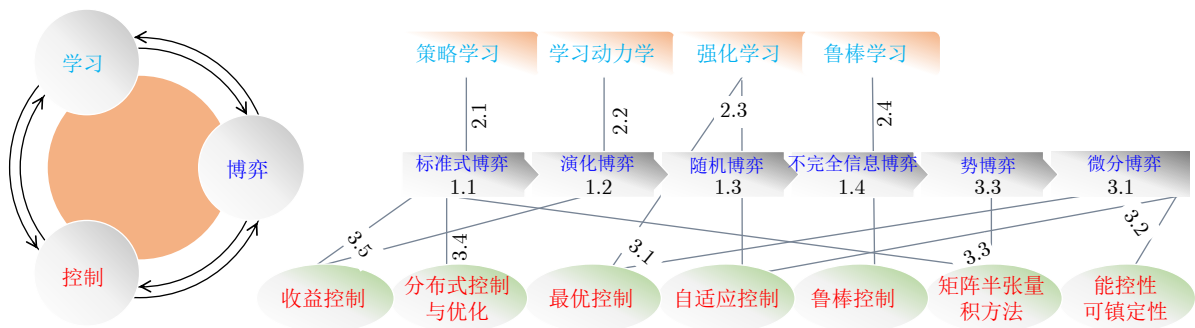 学习
博弈
控制
策略学习
学习动力学
强化学习
鲁棒学习
2.1
2.2
2.3
2.4
标准式博弈
1.1
演化博弈
1.2
随机博弈
1.3
不完全信息博弈
1.4
势博弈
3.3
微分博弈
3.1
3.5
3.4
3.1
3.3
3.2
收益控制
分布式控制
与优化
最优控制
自适应控制
鲁棒控制
矩阵半张量
积方法
能控性
可镇定性